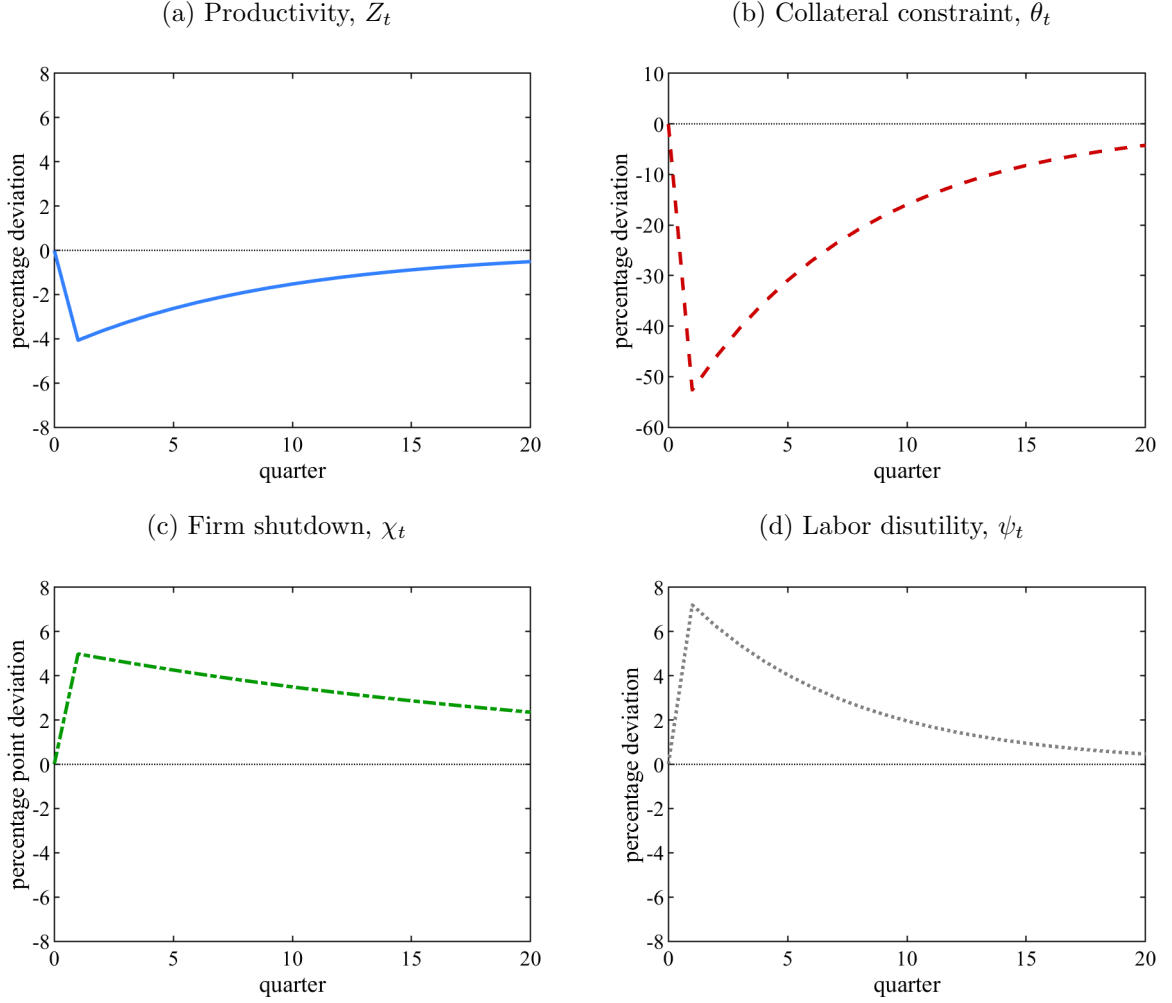 (a) Productivity, Z_t
8
6
4
2
0
-2
-4
-6
-8
percentage deviation
0 5 10 15 20
quarter
(b) Collateral constraint, θ_t
10
0
-10
-20
-30
-40
-50
-60
percentage deviation
0 5 10 15 20
quarter
(c) Firm shutdown, χ_t
8
6
4
2
0
-2
-4
-6
-8
percentage point deviation
0 5 10 15 20
quarter
(d) Labor disutility, ψ_t
8
6
4
2
0
-2
-4
-6
-8
percentage deviation
0 5 10 15 20
quarter